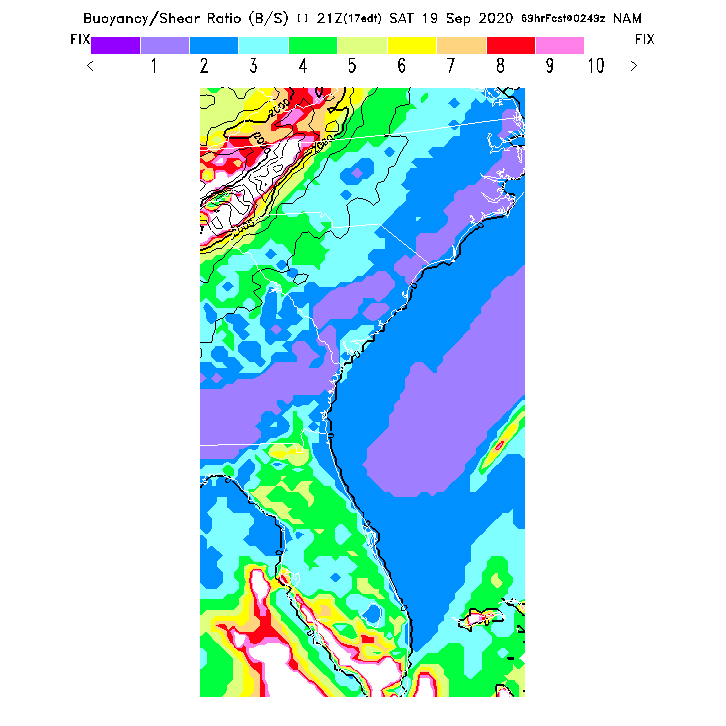 Buoyancy/Shear Ratio (B/S) [] 21Z(17edt) SAT 19 Sep 2020 69hrFcst@0249z NAM
FIX FIX
< 1 2 3 4 5 6 7 8 9 10 >
2000